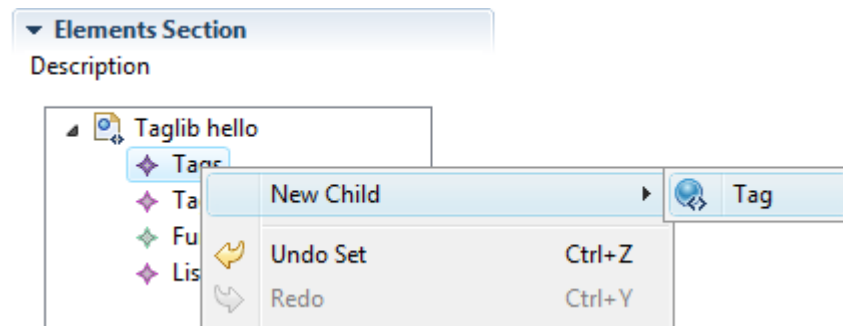 Elements Section
Description
Taglib hello
Tags
New Child
Tag
Undo Set Ctrl+Z
Redo Ctrl+Y